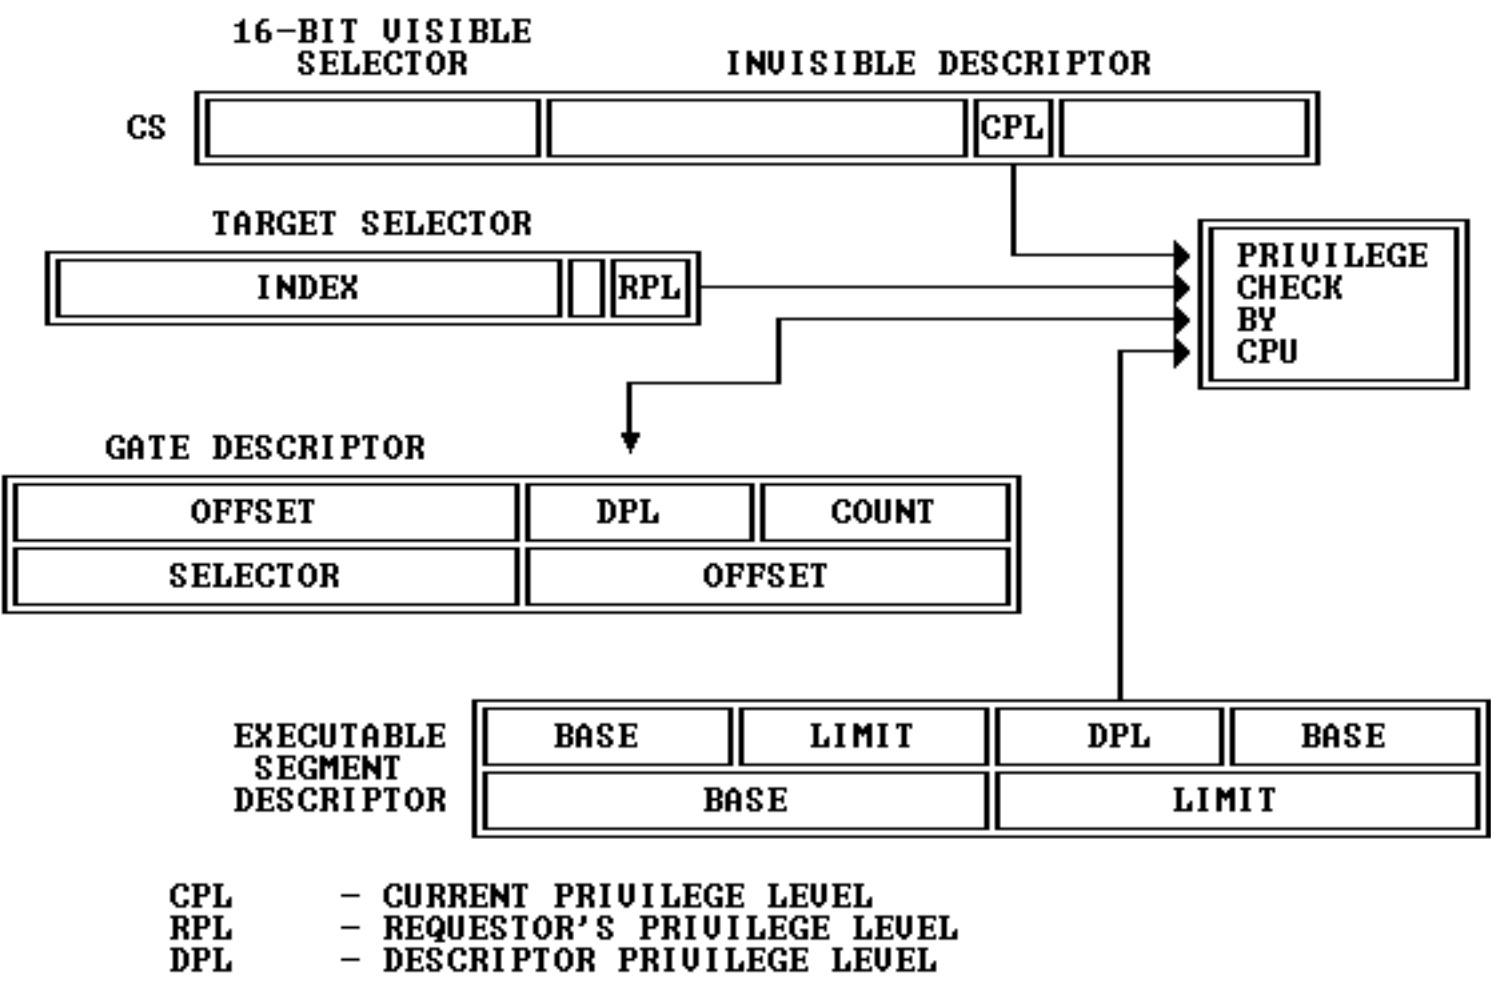 16-BIT VISIBLE
SELECTOR
INVISIBLE DESCRIPTOR
CS
CPL
TARGET SELECTOR
INDEX
RPL
PRIVILEGE
CHECK
BY
CPU
GATE DESCRIPTOR
OFFSET DPL COUNT
SELECTOR OFFSET
EXECUTABLE
SEGMENT
DESCRIPTOR
BASE LIMIT DPL BASE
BASE LIMIT
CPL - CURRENT PRIVILEGE LEVEL
RPL - REQUESTOR'S PRIVILEGE LEVEL
DPL - DESCRIPTOR PRIVILEGE LEVEL